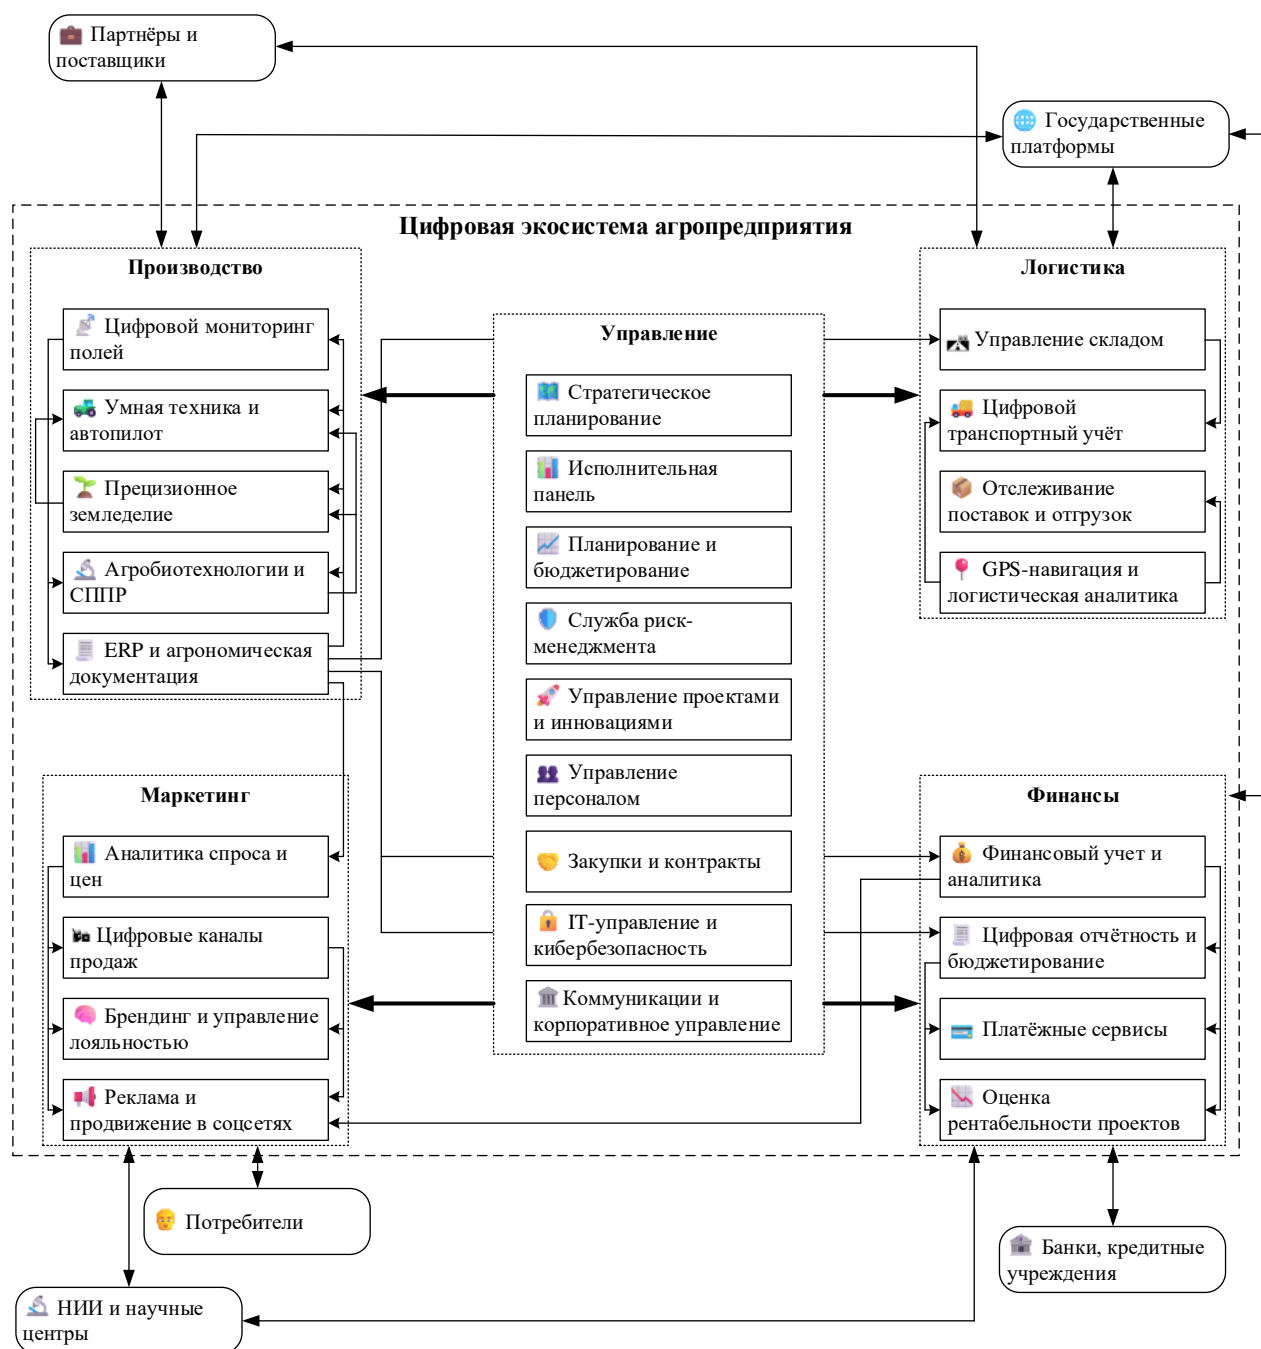 Партнёры и
поставщики
Государственные
платформы
Цифровая экосистема агропредприятия
Производство
Цифровой мониторинг
полей
Умная техника и
автопилот
Прецизионное
земледелие
Агробиотехнологии и
СППР
ERP и агрономическая
документация
Управление
Стратегическое
планирование
Исполнительная
панель
Планирование и
бюджетирование
Служба риск-
менеджмента
Управление проектами
и инновациями
Управление
персоналом
Закупки и контракты
IT-управление и
кибербезопасность
Коммуникации и
корпоративное управление
Логистика
Управление складом
Цифровой
транспортный учёт
Отслеживание
поставок и отгрузок
GPS-навигация и
логистическая аналитика
Маркетинг
Аналитика спроса и
цен
Цифровые каналы
продаж
Брендинг и управление
лояльностью
Реклама и
продвижение в соцсетях
Финансы
Финансовый учет и
аналитика
Цифровая отчётность и
бюджетирование
Платёжные сервисы
Оценка
рентабельности проектов
Потребители
Банки, кредитные
учреждения
НИИ и научные
центры